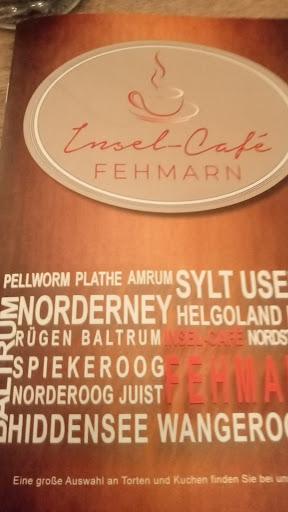 Insel-Café
FEHMARN
PELLWORM PLATHE AMRUM SYLT USE
NORDERNEY HELGOLAND
RÜGEN BALTRUM INSEL-CAFÉ NORDST
SPIEKEROOG FEHMA
NORDEROOG JUIST
HIDDENSEE WANGEROO
BALTRUM
Eine große Auswahl an Torten und Kuchen finden Sie bei un